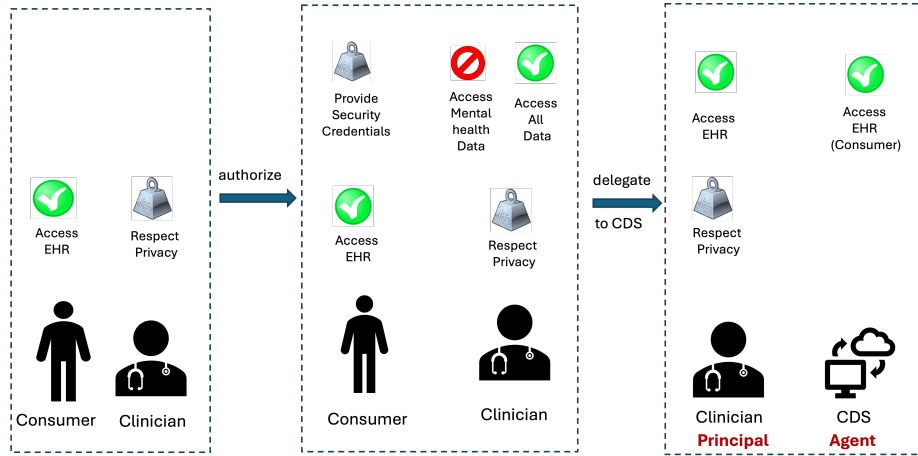 Access
EHR
Respect
Privacy
Consumer
Clinician
authorize
Provide
Security
Credentials
Access
Mental
health
Data
Access
All
Data
Access
EHR
Respect
Privacy
Consumer
Clinician
delegate
to CDS
Access
EHR
Access
EHR
(Consumer)
Respect
Privacy
Clinician
Principal
CDS
Agent